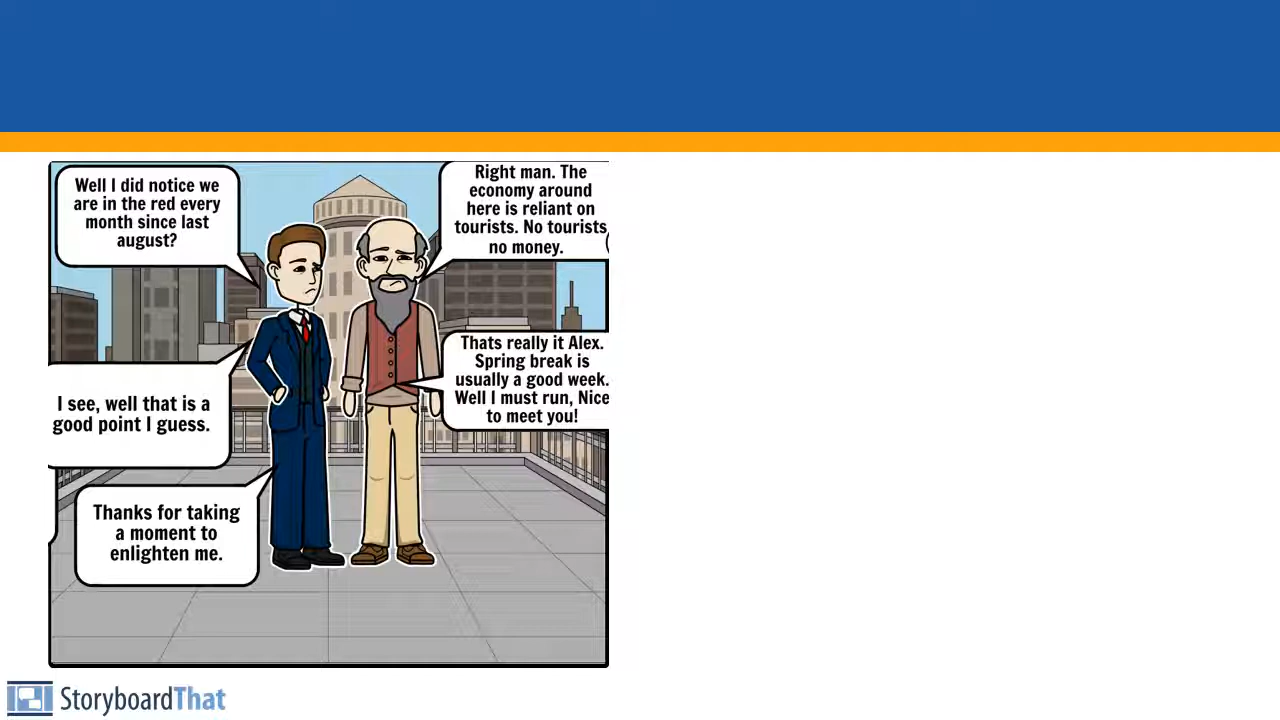 Well I did notice we
are in the red every
month since last
august?
Right man. The
economy around
here is reliant on
tourists. No tourists
no money.
I see, well that is a
good point I guess.
Thats really it Alex.
Spring break is
usually a good week.
Well I must run, Nice
to meet you!
Thanks for taking
a moment to
enlighten me.
StoryboardThat